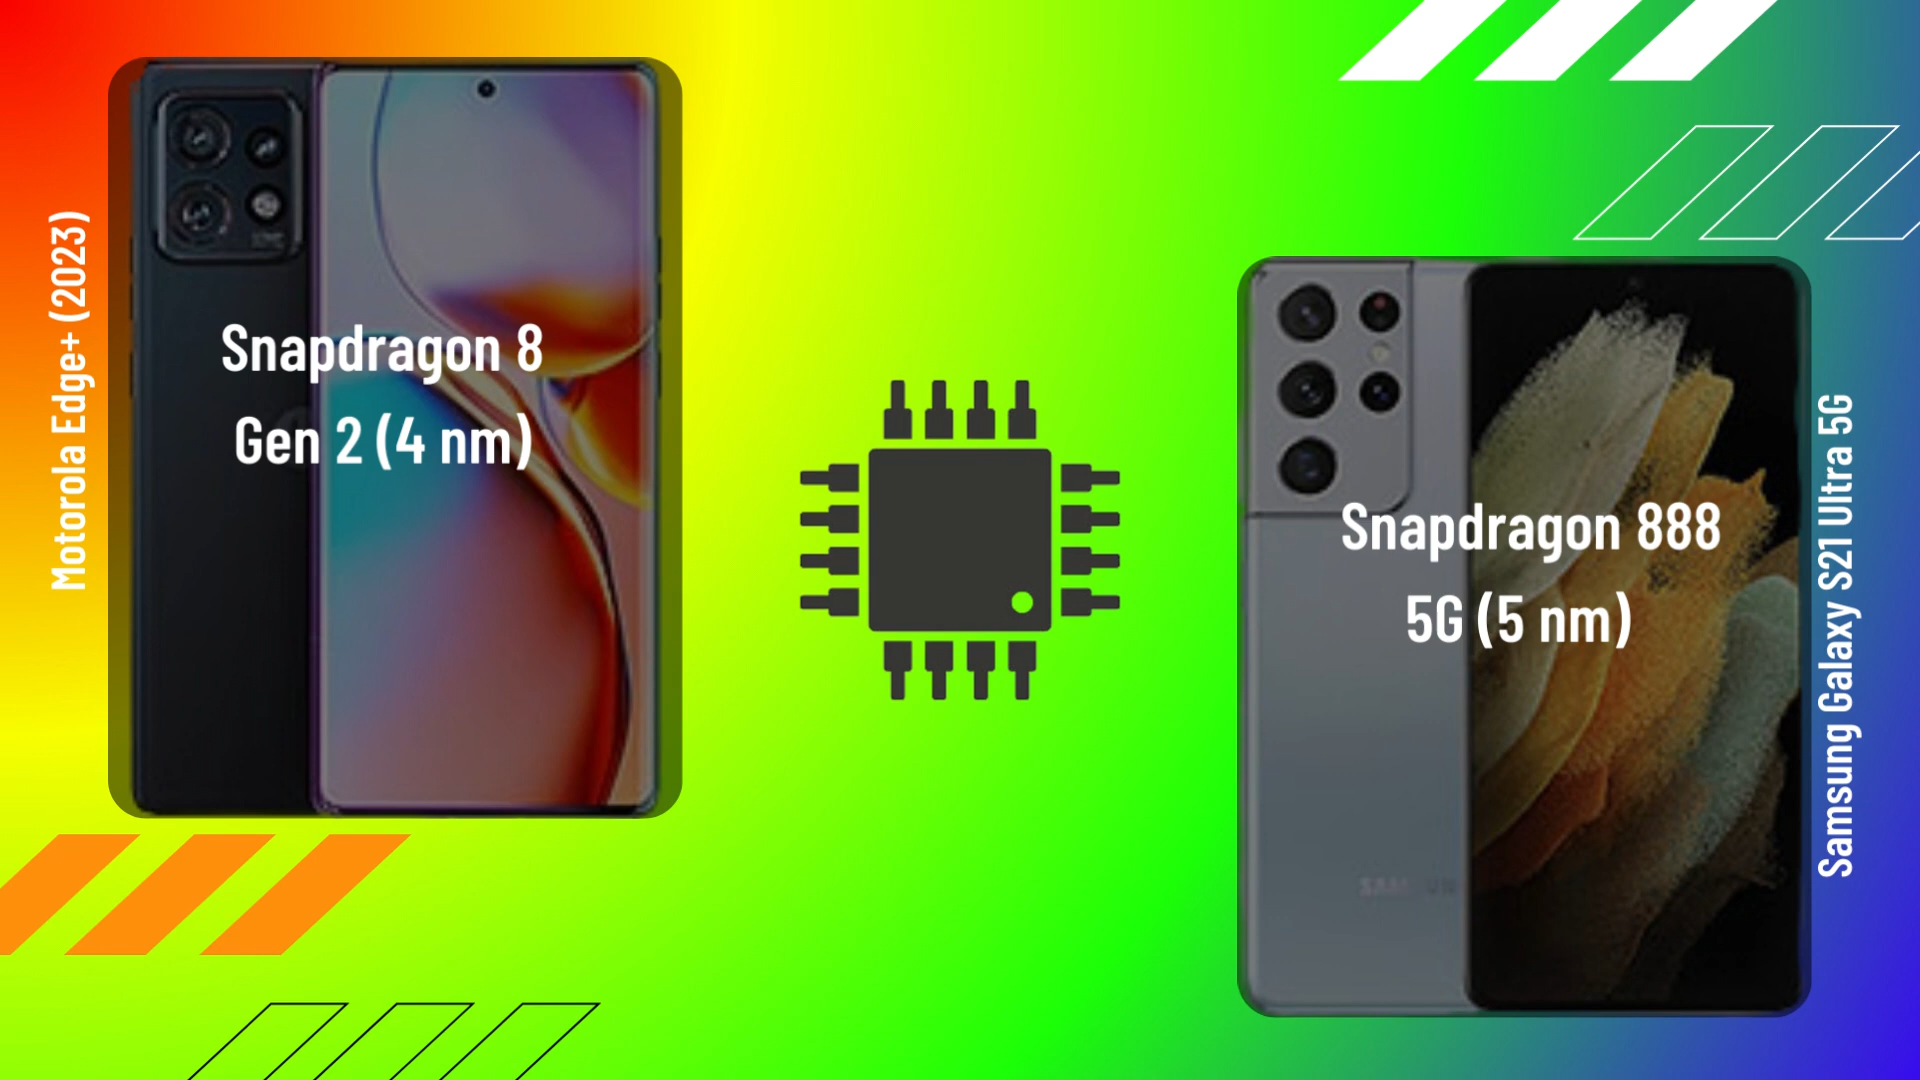 Motorola Edge+ (2023)
Snapdragon 8
Gen 2 (4 nm)
Snapdragon 888
5G (5 nm)
Samsung Galaxy S21 Ultra 5G